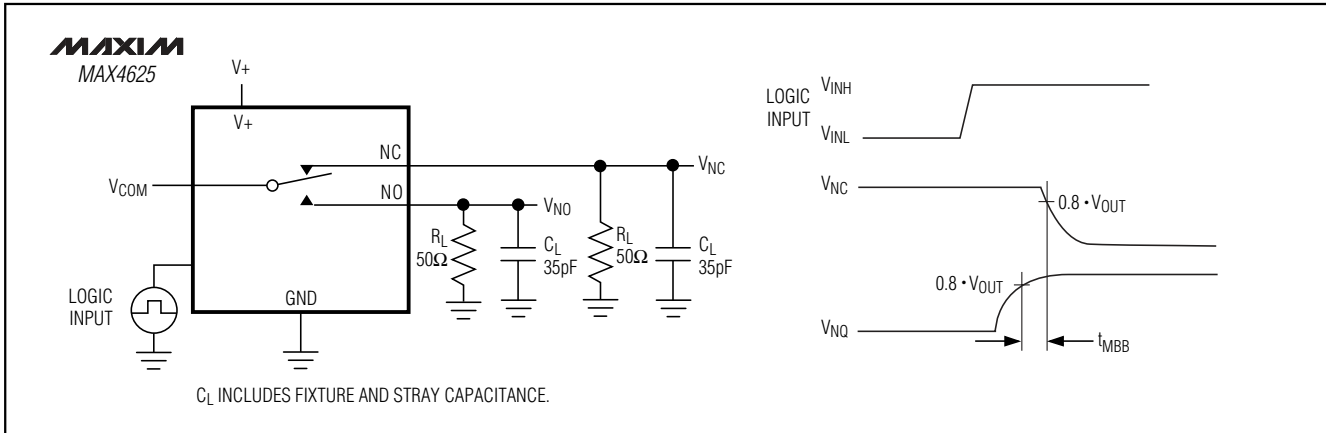 MAXIM
MAX4625
V+
V+
NC
V_COM
NO
V_NC
V_NO
R_L
50Ω
C_L
35pF
R_L
50Ω
C_L
35pF
LOGIC
INPUT
GND
C_L INCLUDES FIXTURE AND STRAY CAPACITANCE.
LOGIC
INPUT
V_INH
V_INL
V_NC
0.8 • V_OUT
0.8 • V_OUT
V_NO
t_MBB